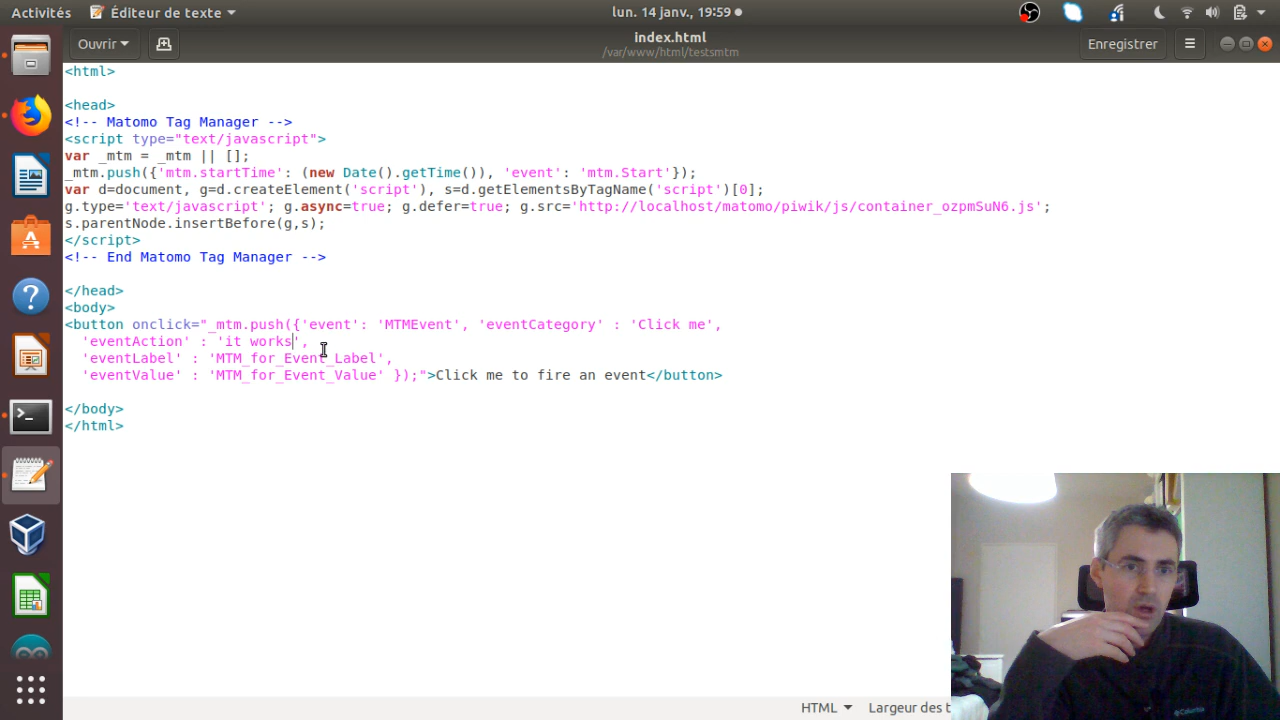 Activités Éditeur de texte lun. 14 janv., 19:59
Ouvrir index.html Enregistrer
/var/www/html/testsmtm
<html>
<head>
<!-- Matomo Tag Manager -->
<script type="text/javascript">
var _mtm = _mtm || [];
_mtm.push({'mtm.startTime': (new Date().getTime()), 'event': 'mtm.Start'});
var d=document, g=d.createElement('script'), s=d.getElementsByTagName('script')[0];
g.type='text/javascript'; g.async=true; g.defer=true; g.src='http://localhost/matomo/piwik/js/container_ozpmSuN6.js';
s.parentNode.insertBefore(g,s);
</script>
<!-- End Matomo Tag Manager -->
</head>
<body>
<button onclick="_mtm.push({'event': 'MTMEvent', 'eventCategory' : 'Click me',
'eventAction' : 'it works',
'eventLabel' : 'MTM_for_Event_Label',
'eventValue' : 'MTM_for_Event_Value' });">Click me to fire an event</button>
</body>
</html>
HTML Largeur des t
Columbia